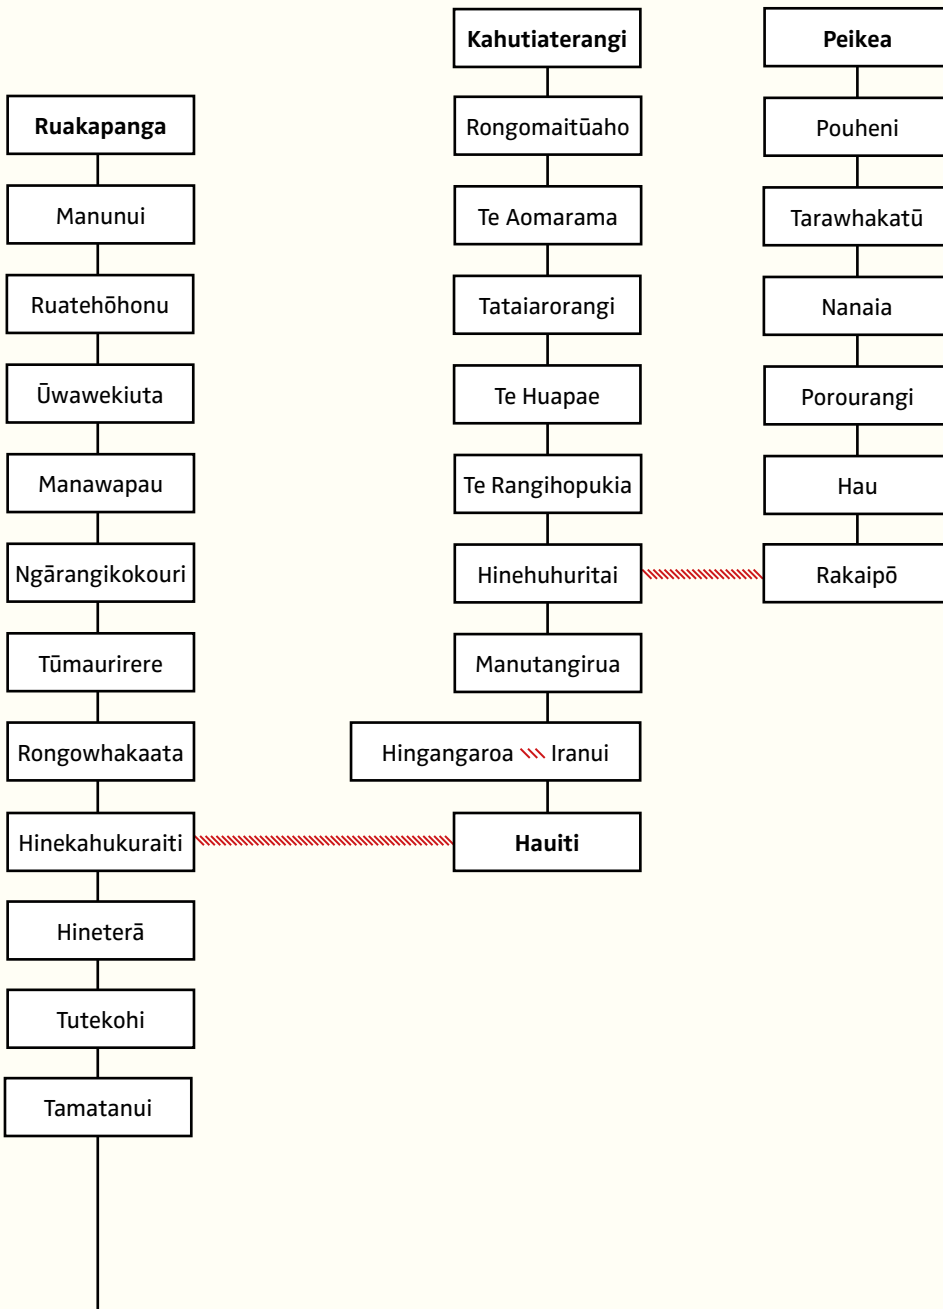 Ruakapanga
Manunui
Ruatehōhonu
Ūwawekiuta
Manawapau
Ngārangikokouri
Tūmaurirere
Rongowhakaata
Hinekahukuraiti
Hineterā
Tutekohi
Tamatanui
Kahutiaterangi
Rongomaitūaho
Te Aomarama
Tataiarorangi
Te Huapae
Te Rangihopukia
Hinehuhuritai
Manutangirua
Hingangaroa Iranui
Hauiti
Peikea
Pouheni
Tarawhakatū
Nanaia
Porourangi
Hau
Rakaipō